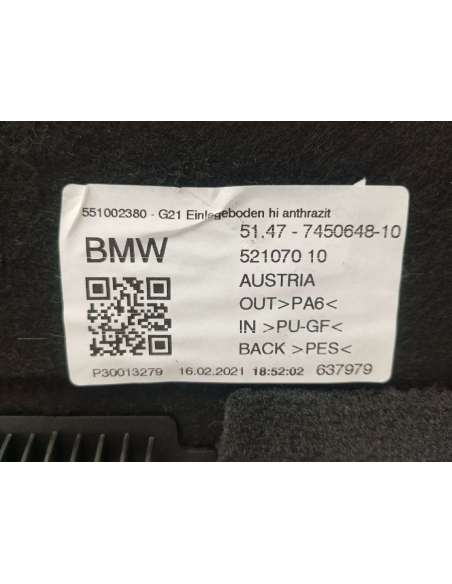 551002380 - G21 Einlegeboden hi anthrazit
BMW
51.47 - 7450648-10
521070 10
AUSTRIA
OUT >PA6<
IN >PU-GF<
BACK >PES<
P30013279 16.02.2021 18:52:02 637979